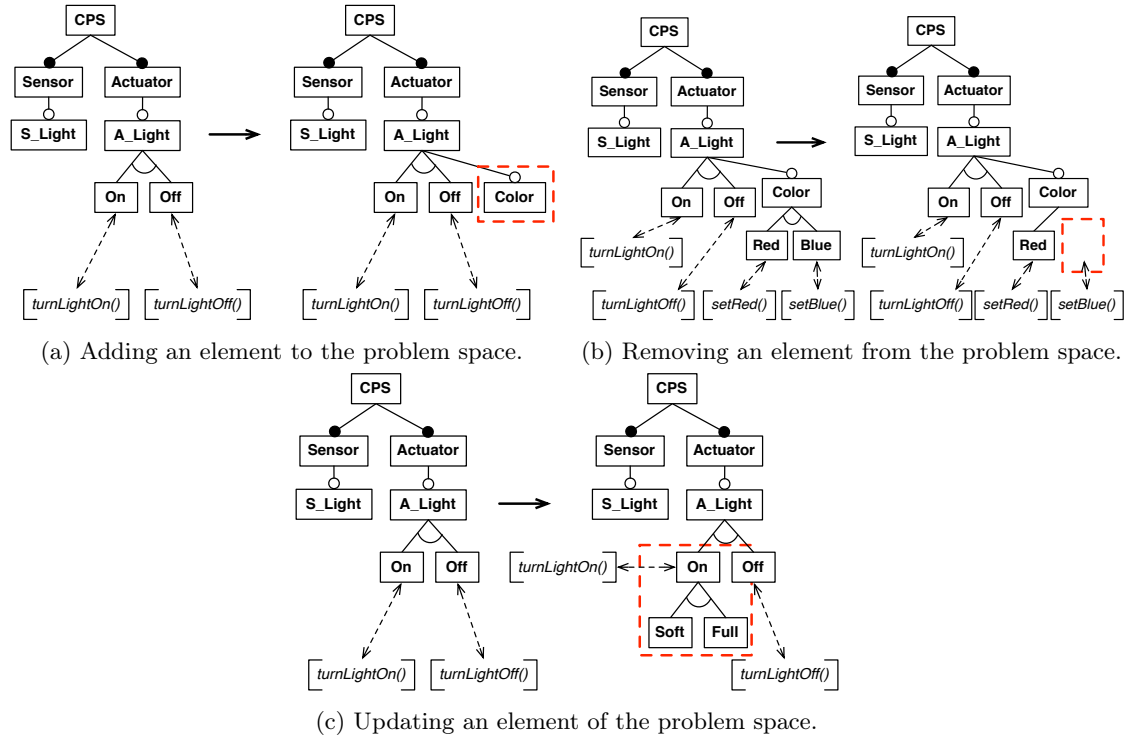 CPS CPS
Sensor Actuator Sensor Actuator
S_Light A_Light S_Light A_Light
On Off On Off Color
turnLightOn() turnLightOff() turnLightOn() turnLightOff()
(a) Adding an element to the problem space.
CPS CPS
Sensor Actuator Sensor Actuator
S_Light A_Light S_Light A_Light
On Off Color On Off Color
turnLightOn() Red Blue turnLightOn() Red
turnLightOff() setRed() setBlue() turnLightOff() setRed() setBlue()
(b) Removing an element from the problem space.
CPS CPS
Sensor Actuator Sensor Actuator
S_Light A_Light S_Light A_Light
On Off turnLightOn() On Off
Soft Full
turnLightOn() turnLightOff() turnLightOff()
(c) Updating an element of the problem space.